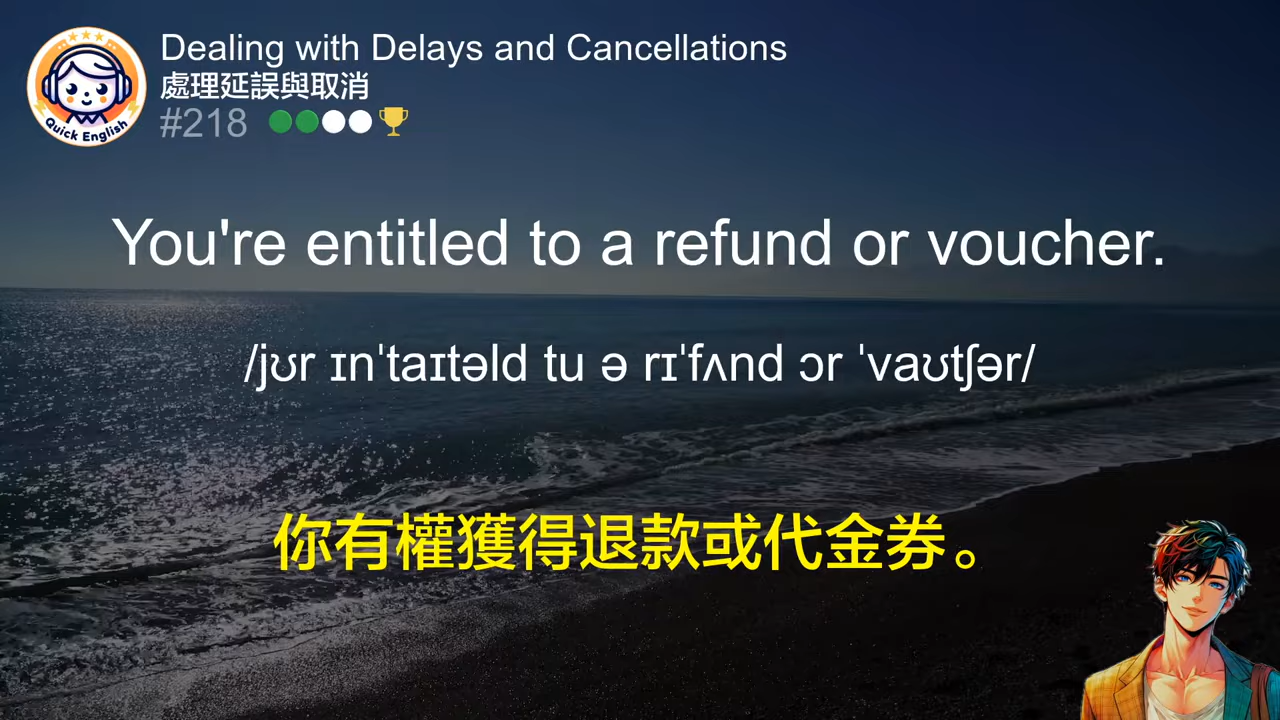 Quick English
Dealing with Delays and Cancellations
處理延誤與取消
#218
You're entitled to a refund or voucher.
/jʊr ɪnˈtaɪtəld tu ə rɪˈfʌnd ɔr ˈvaʊtʃər/
你有權獲得退款或代金券。